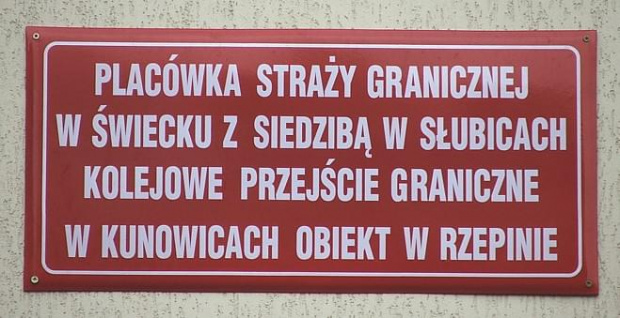 PLACÓWKA STRAŻY GRANICZNEJ
W ŚWIECKU Z SIEDZIBĄ W SŁUBICACH
KOLEJOWE PRZEJŚCIE GRANICZNE
W KUNOWICACH OBIEKT W RZEPINIE